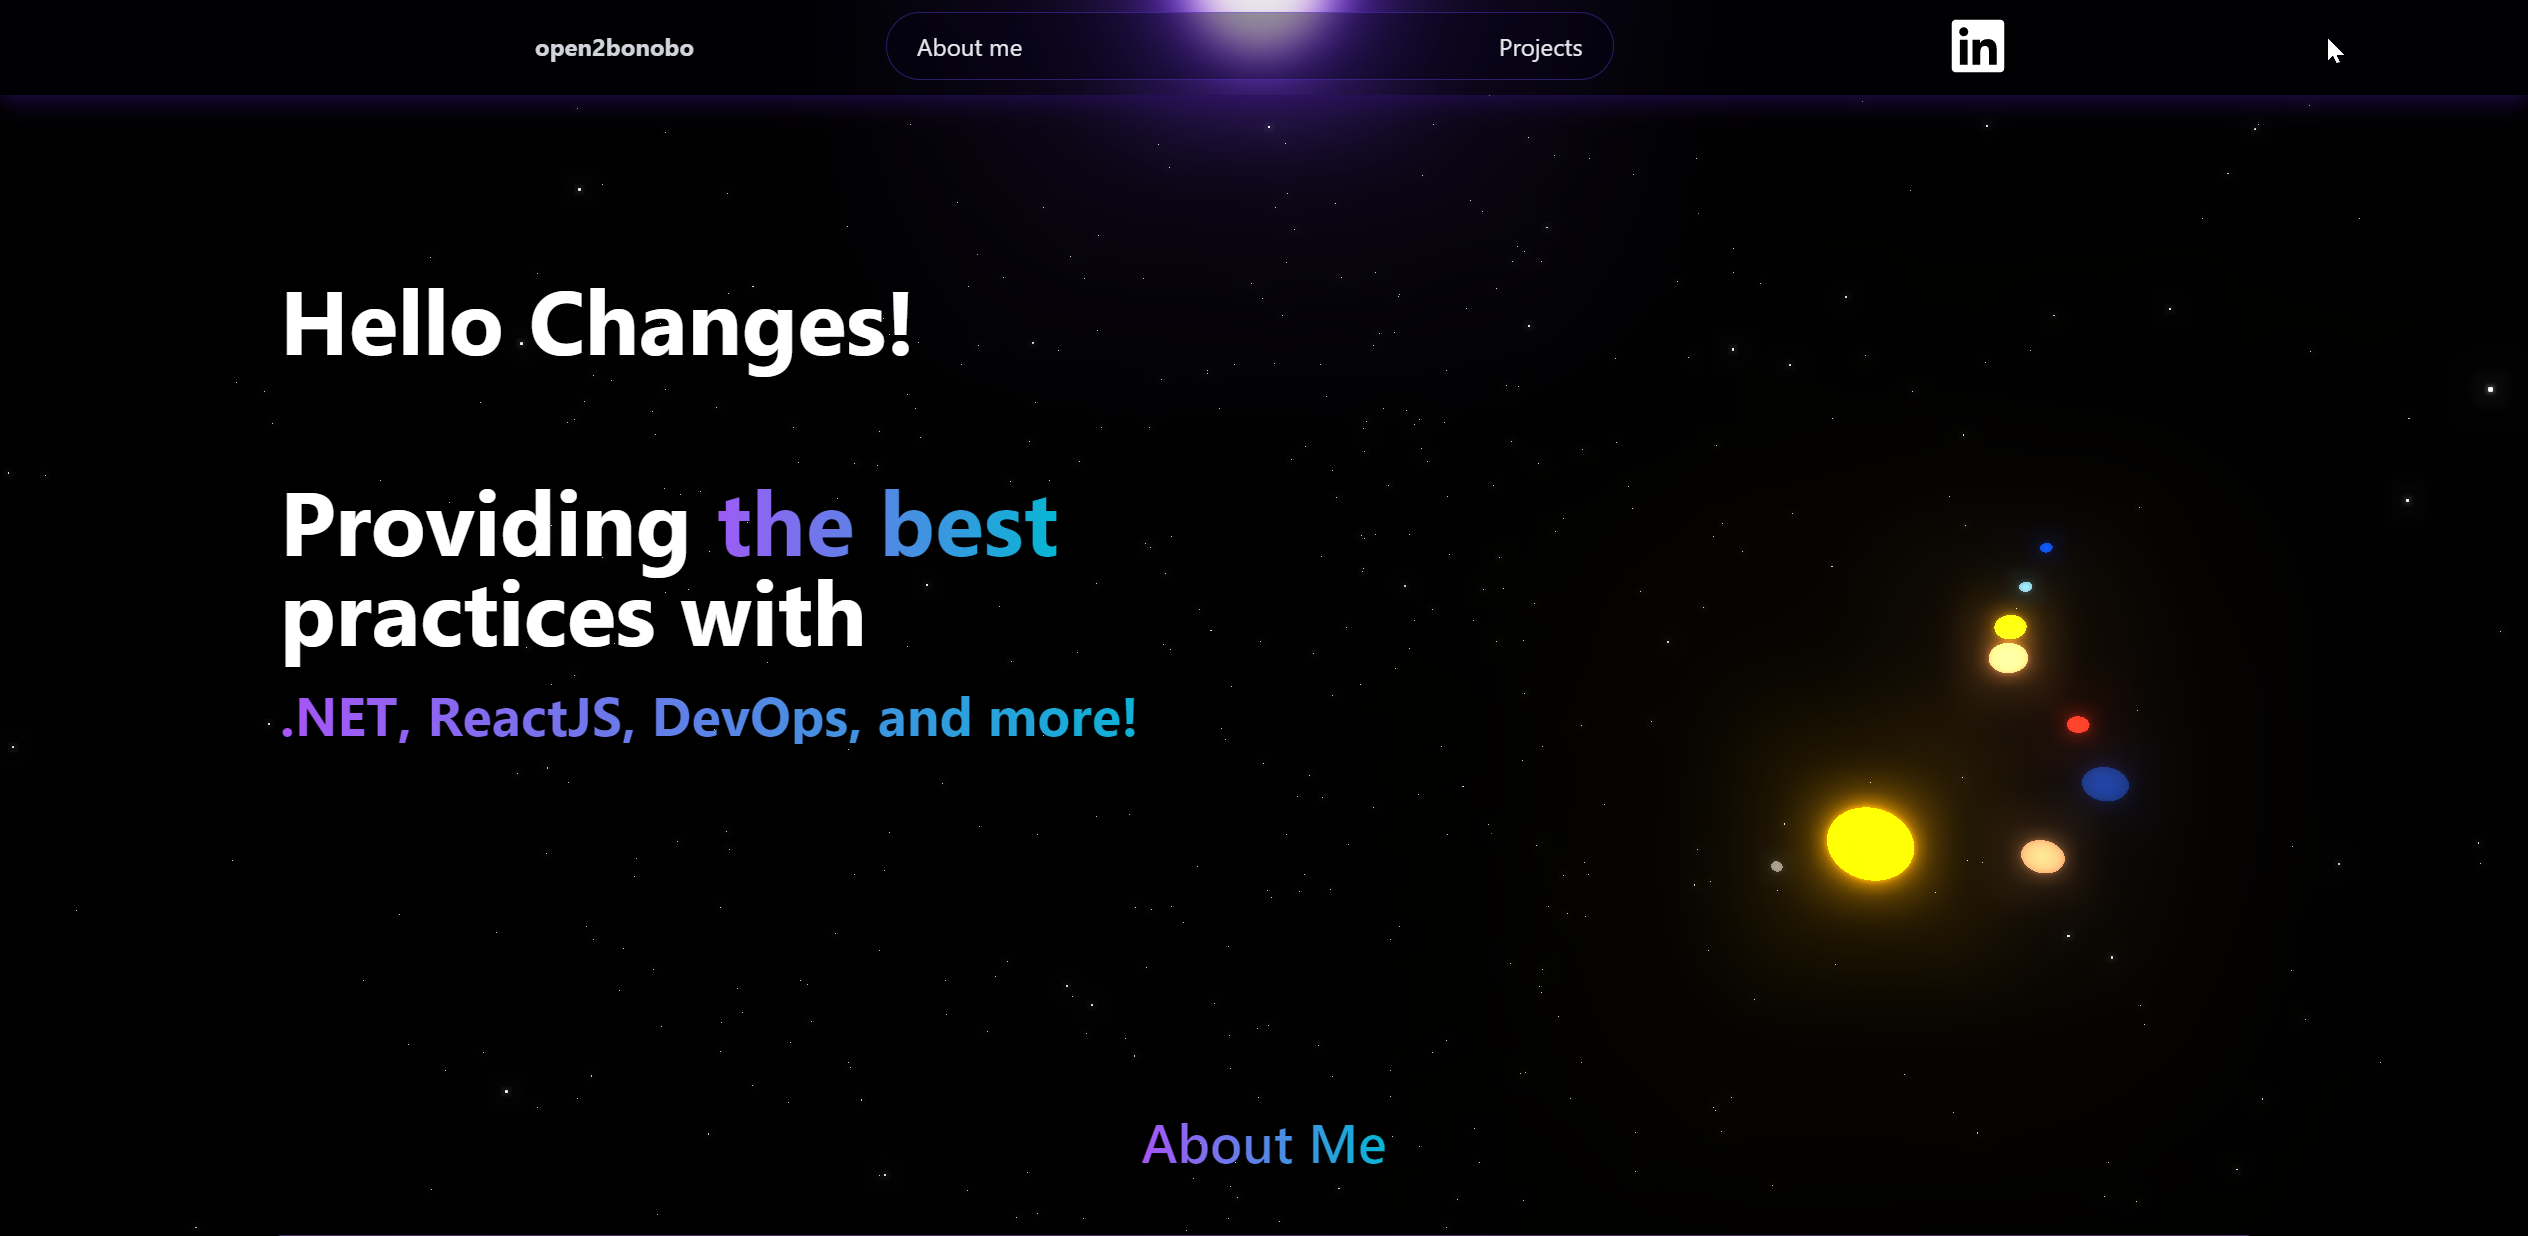 open2bonobo
About me
Projects
in
Hello Changes!
Providing the best
practices with
.NET, ReactJS, DevOps, and more!
About Me